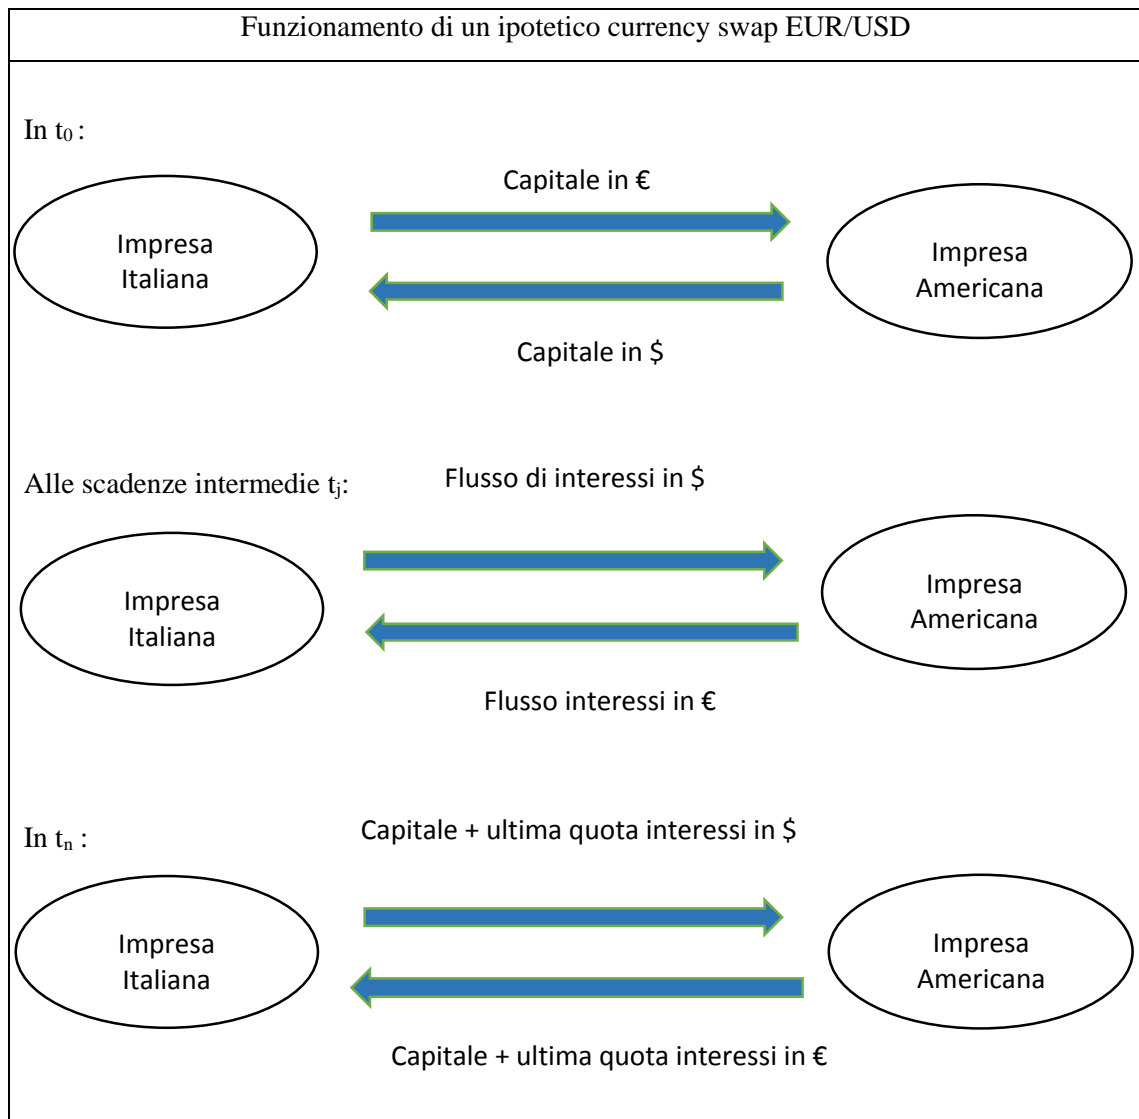 Funzionamento di un ipotetico currency swap EUR/USD
In t₀ :
Capitale in €
Impresa
Italiana
Impresa
Americana
Capitale in $
Alle scadenze intermedie tⱼ:
Flusso di interessi in $
Impresa
Italiana
Impresa
Americana
Flusso interessi in €
In tₙ :
Capitale + ultima quota interessi in $
Impresa
Italiana
Impresa
Americana
Capitale + ultima quota interessi in €